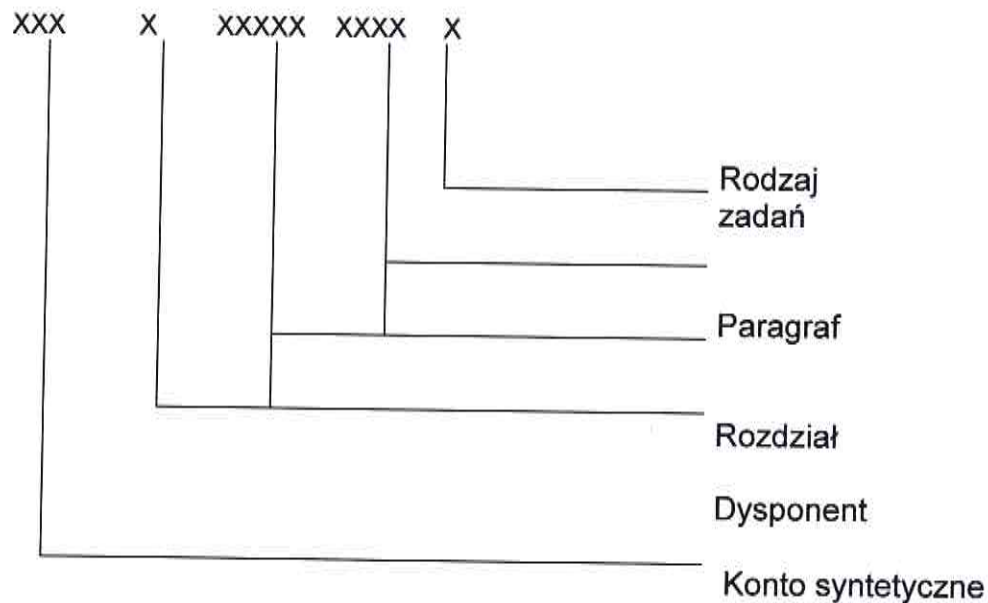 XXX X XXXXX XXXX X
Rodzaj
zadań
Paragraf
Rozdział
Dysponent
Konto syntetyczne